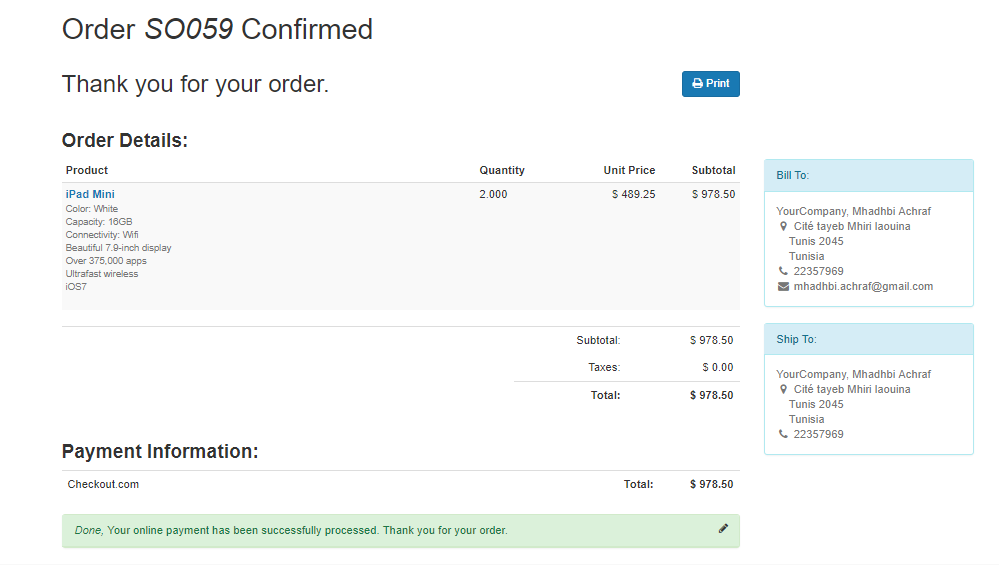 Order SO059 Confirmed
Thank you for your order.
Print
Order Details:
Product Quantity Unit Price Subtotal
iPad Mini 2.000 $ 489.25 $ 978.50
Color: White
Capacity: 16GB
Connectivity: Wifi
Beautiful 7.9-inch display
Over 375,000 apps
Ultrafast wireless
iOS7
Subtotal: $ 978.50
Taxes: $ 0.00
Total: $ 978.50
Payment Information:
Checkout.com Total: $ 978.50
Done, Your online payment has been successfully processed. Thank you for your order.
Bill To:
YourCompany, Mhadhbi Achraf
Cité tayeb Mhiri laouina
Tunis 2045
Tunisia
22357969
mhadhbi.achraf@gmail.com
Ship To:
YourCompany, Mhadhbi Achraf
Cité tayeb Mhiri laouina
Tunis 2045
Tunisia
22357969